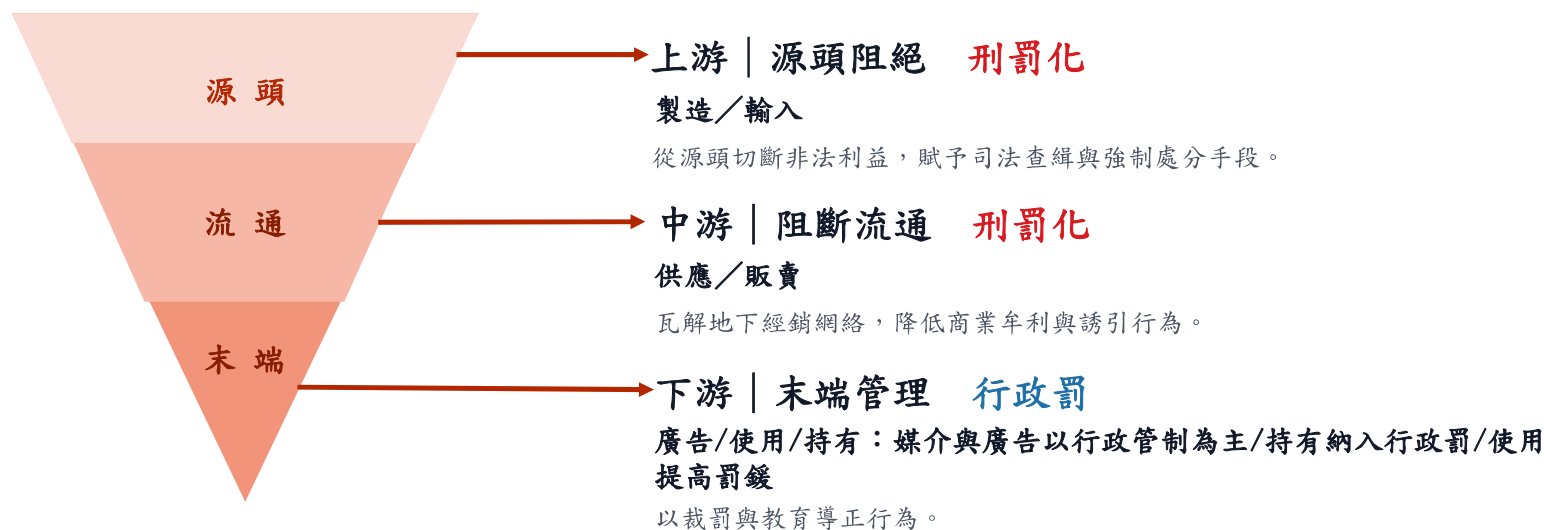 源頭
上游｜源頭阻絕 刑罰化
製造／輸入
從源頭切斷非法利益，賦予司法查緝與強制處分手段。
流通
中游｜阻斷流通 刑罰化
供應／販賣
瓦解地下經銷網絡，降低商業牟利與誘引行為。
末端
下游｜末端管理 行政罰
廣告/使用/持有：媒介與廣告以行政管制為主/持有納入行政罰/使用
提高罰鍰
以裁罰與教育導正行為。